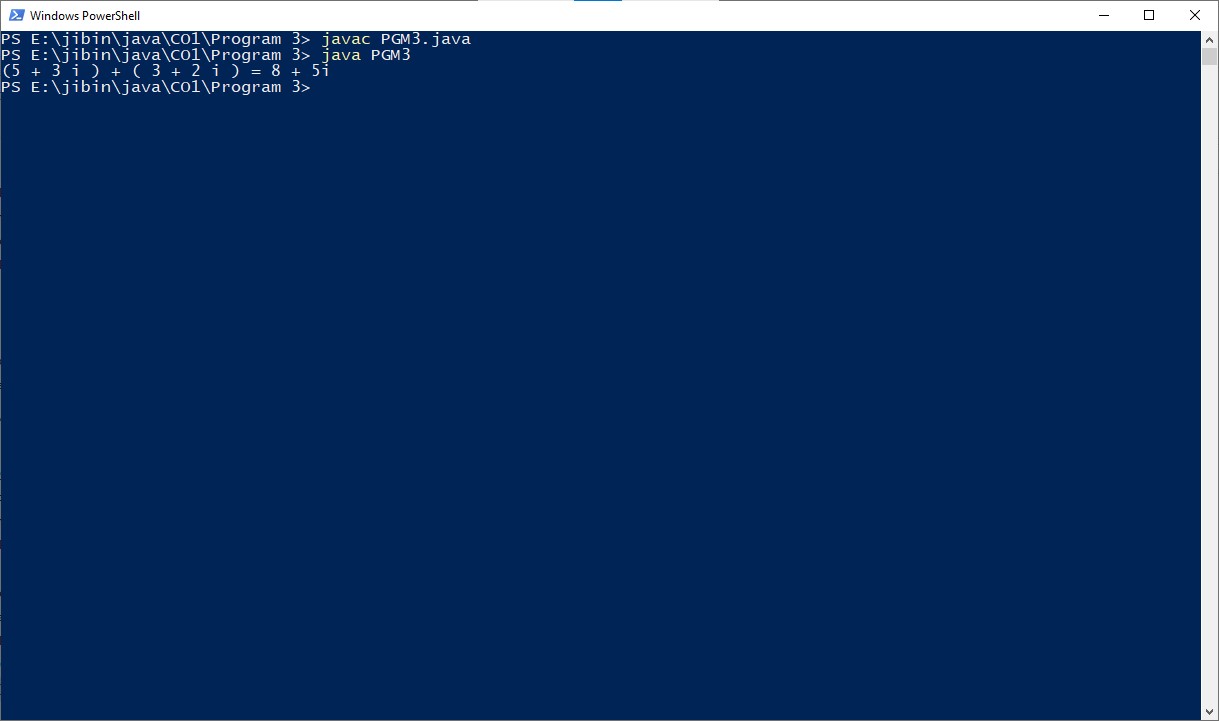 Windows PowerShell
PS E:\jibin\java\CO1\Program 3> javac PGM3.java
PS E:\jibin\java\CO1\Program 3> java PGM3
(5 + 3 i ) + ( 3 + 2 i ) = 8 + 5i
PS E:\jibin\java\CO1\Program 3>